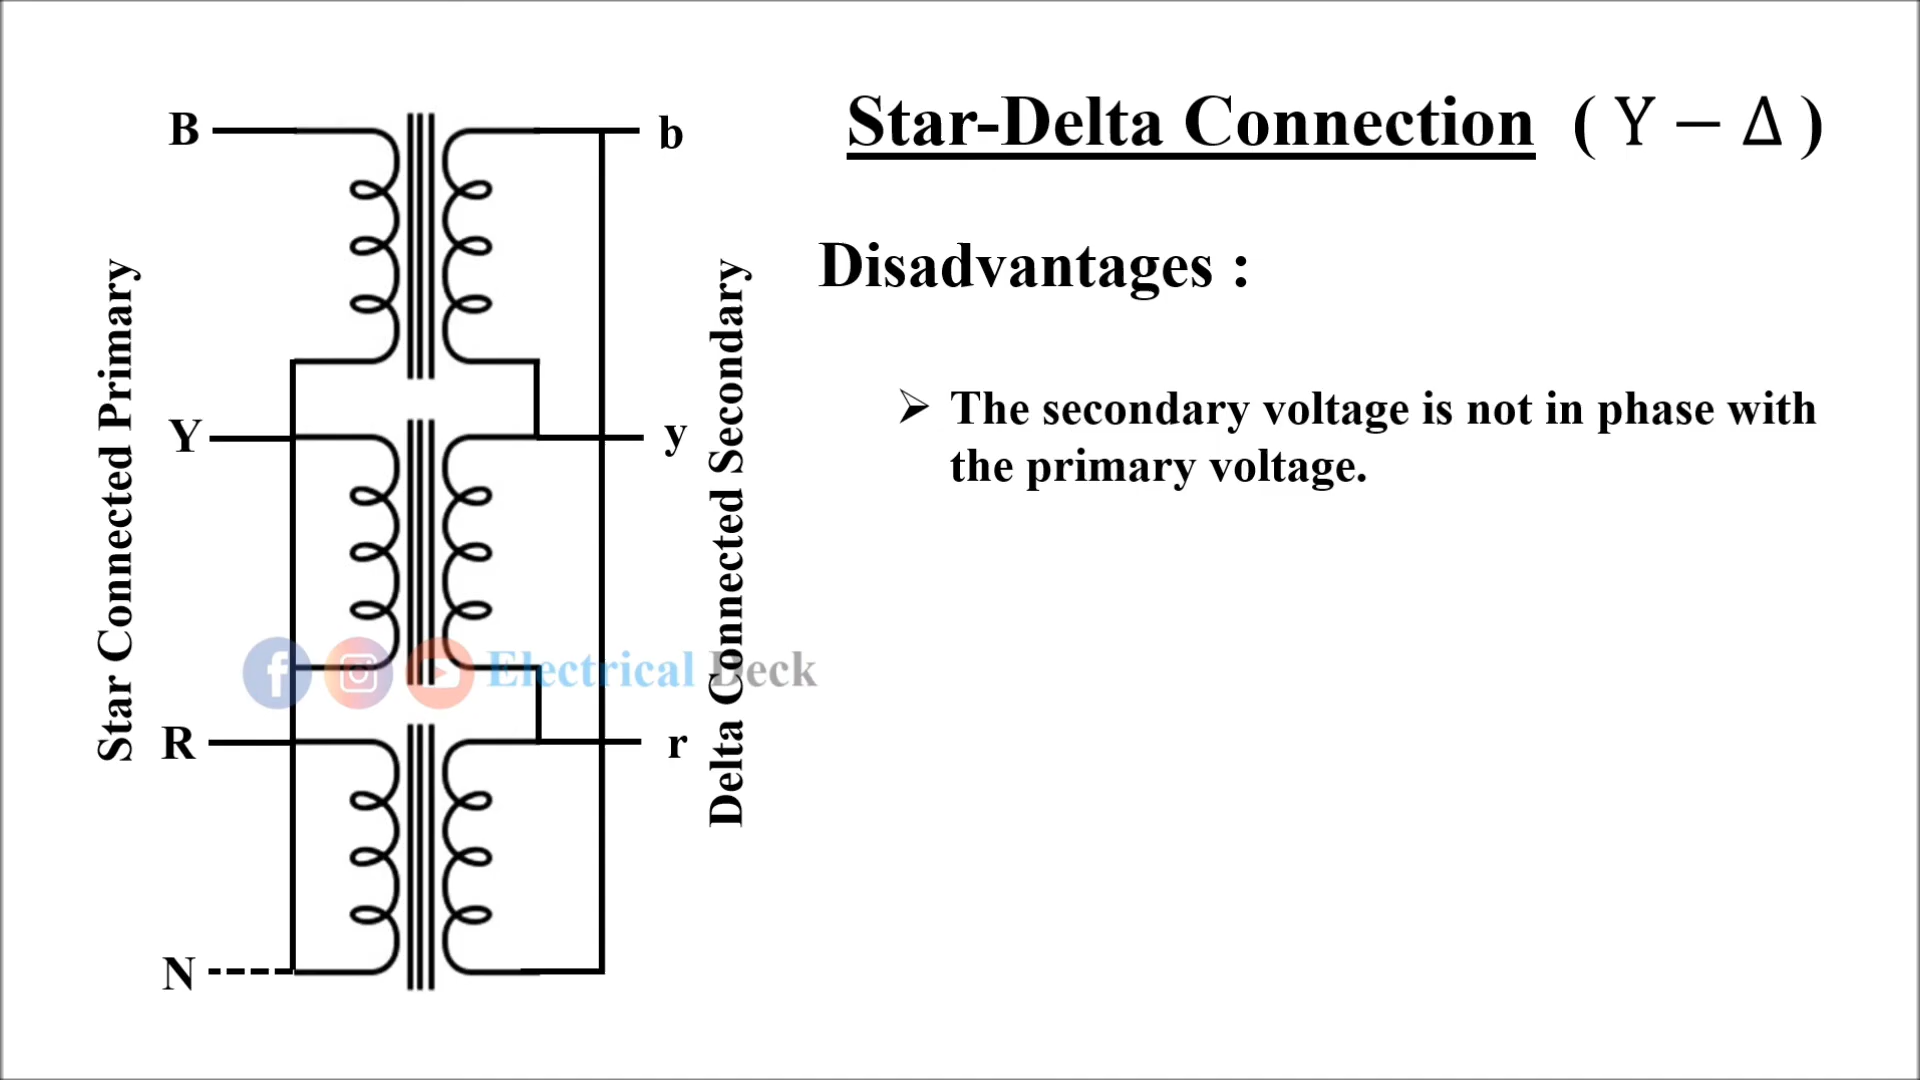 Star-Delta Connection ( Y − Δ )
Disadvantages :
➢ The secondary voltage is not in phase with
the primary voltage.
Star Connected Primary
B
Y
R
N
b
y
r
Delta Connected Secondary
Electrical Deck